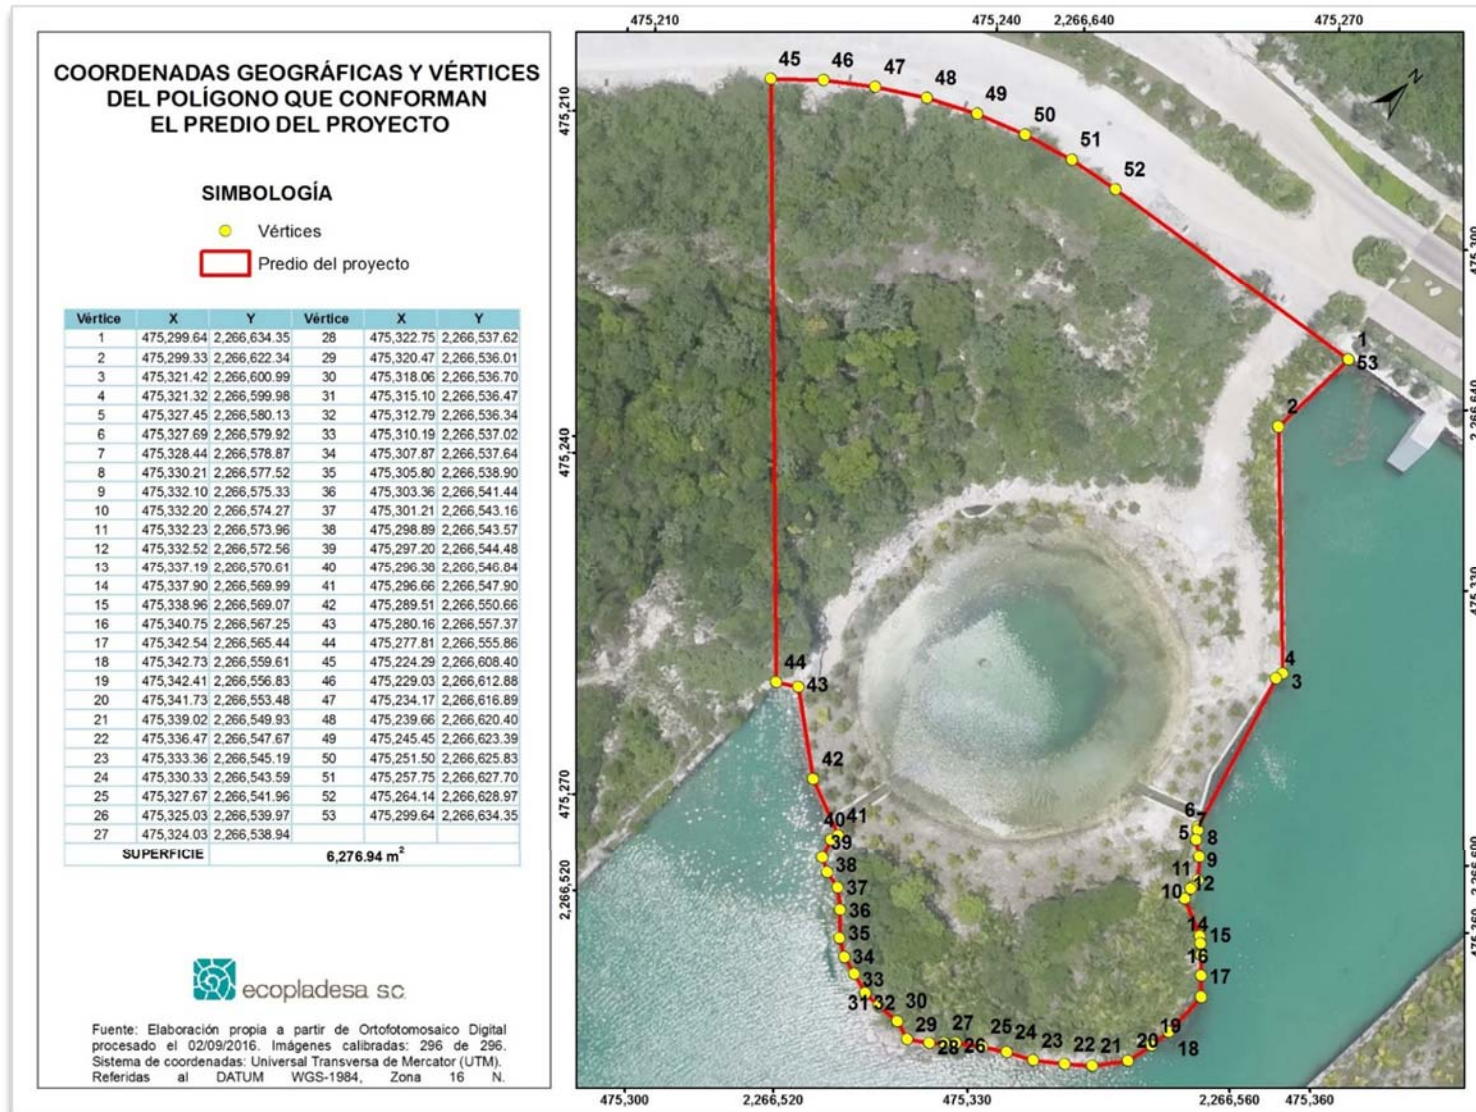 COORDENADAS GEOGRÁFICAS Y VÉRTICES
DEL POLÍGONO QUE CONFORMAN
EL PREDIO DEL PROYECTO
SIMBOLOGÍA
Vértices
Predio del proyecto
Vértice X Y Vértice X Y
1 475,299.64 2,266,634.35 28 475,322.75 2,266,537.62
2 475,299.33 2,266,622.34 29 475,320.47 2,266,536.01
3 475,321.42 2,266,600.99 30 475,318.06 2,266,536.70
4 475,321.32 2,266,599.98 31 475,315.10 2,266,536.47
5 475,327.45 2,266,580.13 32 475,312.79 2,266,536.34
6 475,327.69 2,266,579.92 33 475,310.19 2,266,537.02
7 475,328.44 2,266,578.87 34 475,307.87 2,266,537.64
8 475,330.21 2,266,577.52 35 475,305.80 2,266,538.90
9 475,332.10 2,266,575.33 36 475,303.36 2,266,541.44
10 475,332.20 2,266,574.27 37 475,301.21 2,266,543.16
11 475,332.23 2,266,573.96 38 475,298.89 2,266,543.57
12 475,332.52 2,266,572.56 39 475,297.20 2,266,544.48
13 475,337.19 2,266,570.61 40 475,296.38 2,266,546.84
14 475,337.90 2,266,569.99 41 475,296.66 2,266,547.90
15 475,338.96 2,266,569.07 42 475,289.51 2,266,550.66
16 475,340.75 2,266,567.25 43 475,280.16 2,266,557.37
17 475,342.54 2,266,565.44 44 475,277.81 2,266,555.86
18 475,342.73 2,266,559.61 45 475,224.29 2,266,608.40
19 475,342.41 2,266,556.83 46 475,229.03 2,266,612.88
20 475,341.73 2,266,553.48 47 475,234.17 2,266,616.89
21 475,339.02 2,266,549.93 48 475,239.66 2,266,620.40
22 475,336.47 2,266,547.67 49 475,245.45 2,266,623.39
23 475,333.36 2,266,545.19 50 475,251.50 2,266,625.83
24 475,330.33 2,266,543.59 51 475,257.75 2,266,627.70
25 475,327.67 2,266,541.96 52 475,264.14 2,266,628.97
26 475,325.03 2,266,539.97 53 475,299.64 2,266,634.35
27 475,324.03 2,266,538.94
SUPERFICIE 6,276.94 m²
ecopladesa s.c.
Fuente: Elaboración propia a partir de Ortofotomosaico Digital
procesado el 02/09/2016. Imágenes calibradas: 296 de 296.
Sistema de coordenadas: Universal Transversa de Mercator (UTM).
Referidas al DATUM WGS-1984, Zona 16 N.
475,210 475,240 2,266,640 475,270
N
45 46 47 48 49 50 51 52
1
53
2
4
3
44
43
42
41
40
39
38
37
36
35
34
33
31 32 30
29 28 27 26 25 24 23 22 21 20 19 18
6
7
5 8
9
11 12
10
14
15
16
17
475,210
475,240
475,270
2,266,520
475,300
2,266,640
475,330
2,266,600
475,360
475,300 2,266,520 475,330 2,266,560 475,360